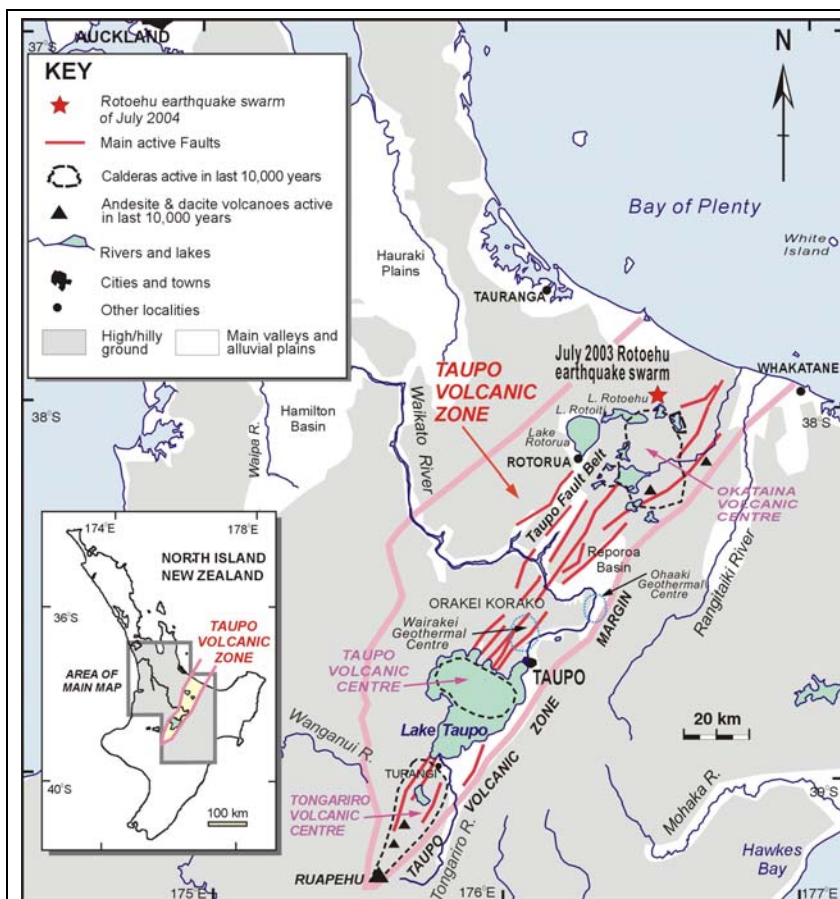 AUCKLAND
37°S
KEY
Rotoehu earthquake swarm
of July 2004
Main active Faults
Calderas active in last 10,000 years
Andesite & dacite volcanoes active
in last 10,000 years
Rivers and lakes
Cities and towns
Other localities
High/hilly
ground
Main valleys and
alluvial plains
N
Bay of Plenty
White
Island
Hauraki
Plains
TAURANGA
WHAKATANE
July 2003 Rotoehu
earthquake swarm
TAUPO
VOLCANIC
ZONE
38°S
38°S
L. Rotoehu
L. Rotoiti
Lake
Rotorua
ROTORUA
Hamilton
Basin
Waipa R.
Waikato River
Taupo Fault Belt
OKATAINA
VOLCANIC
CENTRE
Rangitaiki River
Reporoa
Basin
Ohaaki
Geothermal
Centre
ORAKEI KORAKO
Wairakei
Geothermal
Centre
TAUPO
VOLCANIC
CENTRE
TAUPO
Lake Taupo
TAUPO VOLCANIC ZONE MARGIN
20 km
Wanganui R.
TURANGI
TONGARIRO
VOLCANIC
CENTRE
Tongariro R.
RUAPEHU
Mohaka R.
39°S
Hawkes
Bay
175°E
176°E
177°E
174°E
178°E
NORTH ISLAND
NEW ZEALAND
36°S
TAUPO
VOLCANIC
ZONE
AREA OF
MAIN MAP
40°S
100 km